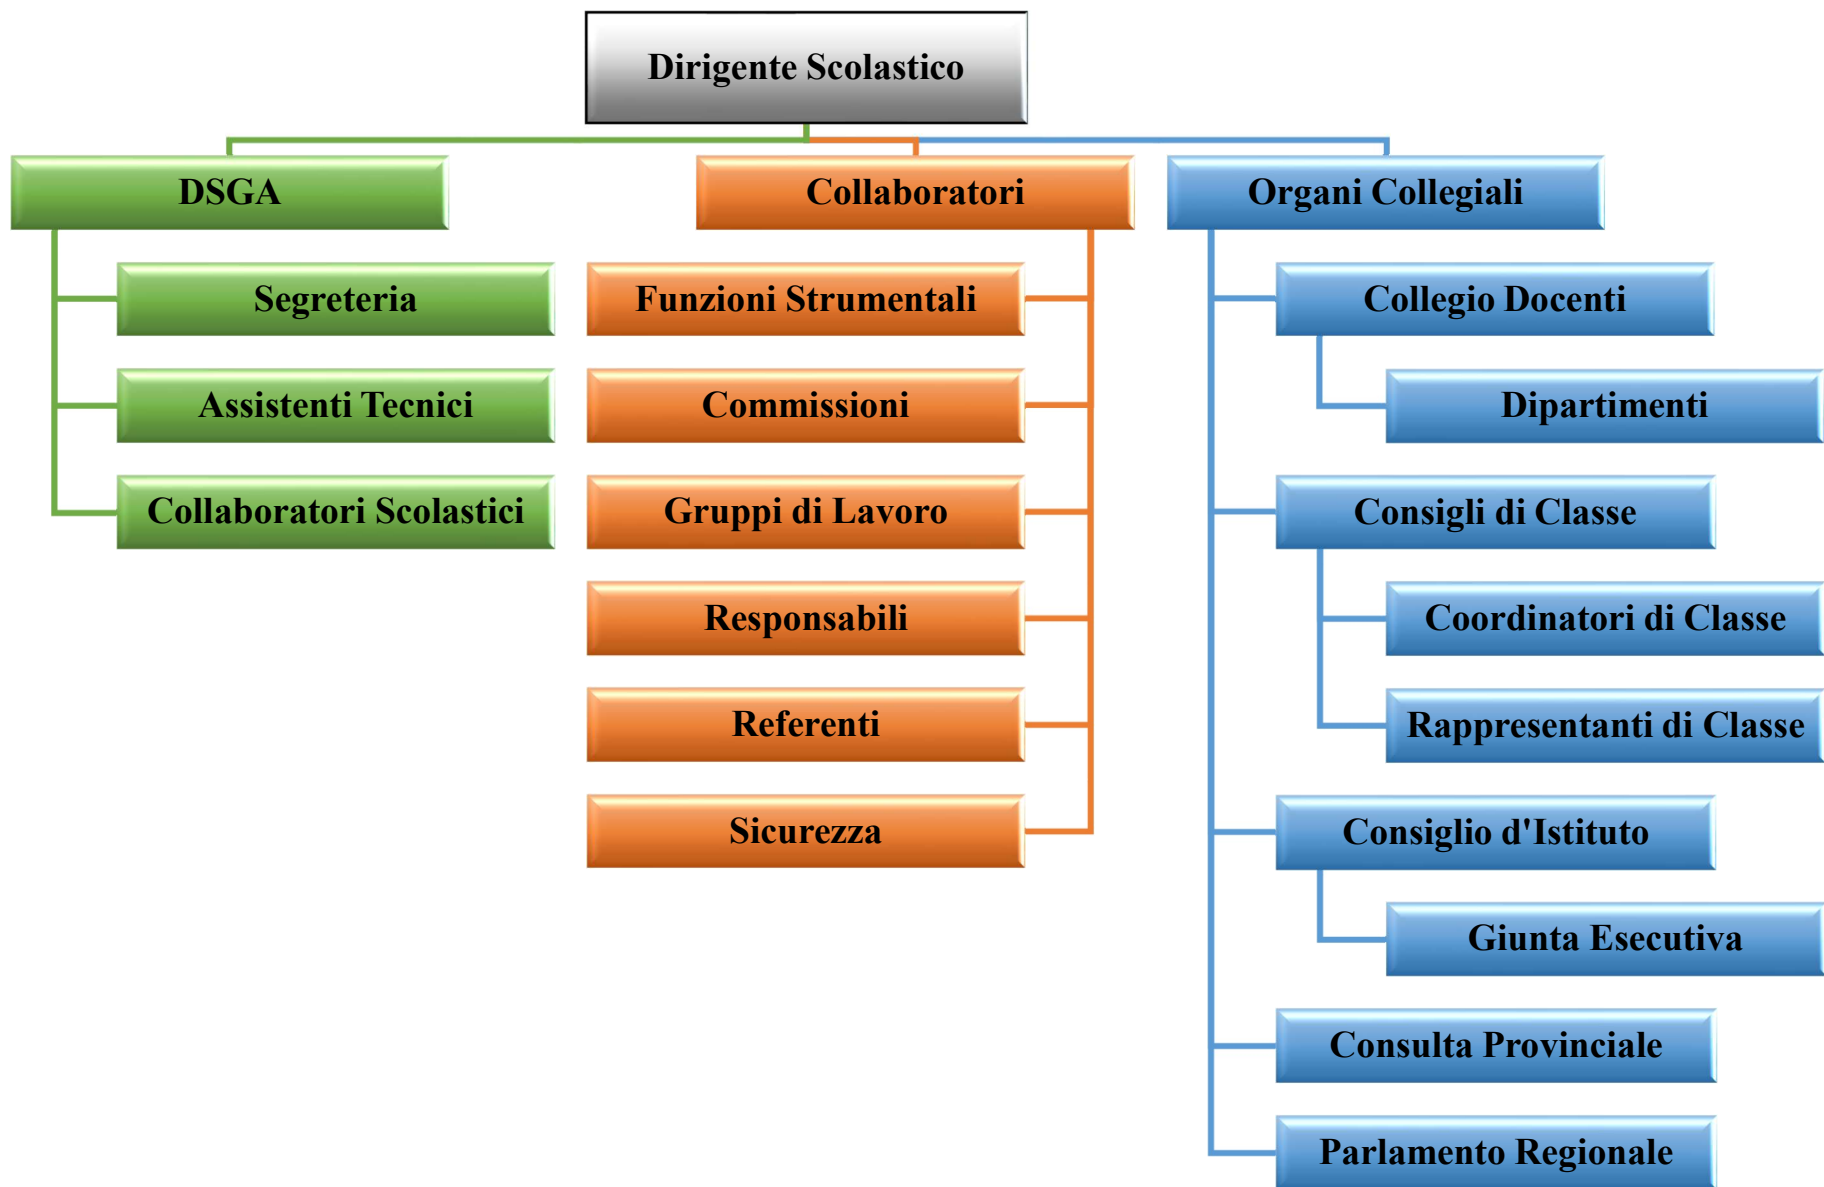 Dirigente Scolastico
DSGA
Segreteria
Assistenti Tecnici
Collaboratori Scolastici
Collaboratori
Funzioni Strumentali
Commissioni
Gruppi di Lavoro
Responsabili
Referenti
Sicurezza
Organi Collegiali
Collegio Docenti
Dipartimenti
Consigli di Classe
Coordinatori di Classe
Rappresentanti di Classe
Consiglio d'Istituto
Giunta Esecutiva
Consulta Provinciale
Parlamento Regionale